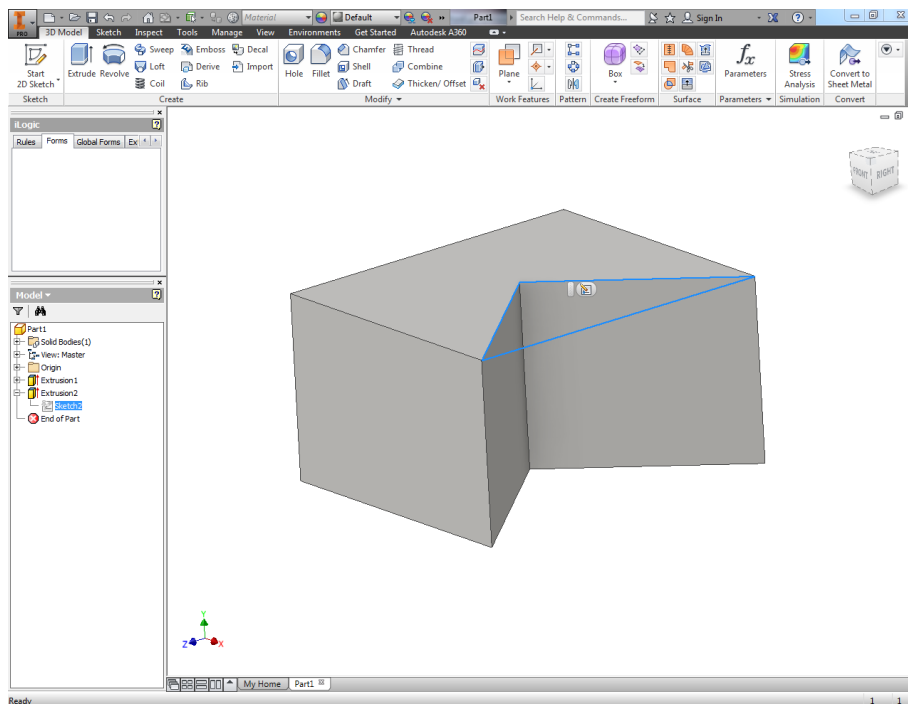 Material
Default
Part1
Search Help & Commands...
Sign In
PRO
3D Model Sketch Inspect Tools Manage View Environments Get Started Autodesk A360
Start
2D Sketch
Extrude
Revolve
Sweep
Loft
Coil
Emboss
Derive
Rib
Decal
Import
Hole
Fillet
Chamfer
Shell
Draft
Thread
Combine
Thicken/ Offset
Plane
Box
Parameters
Stress
Analysis
Convert to
Sheet Metal
Sketch
Create
Modify
Work Features
Pattern
Create Freeform
Surface
Parameters
Simulation
Convert
iLogic
Rules Forms Global Forms Ex
FRONT
RIGHT
Model
Part1
Solid Bodies(1)
View: Master
Origin
Extrusion1
Extrusion2
Sketch2
End of Part
Y
Z
X
My Home
Part1
Ready
1 1